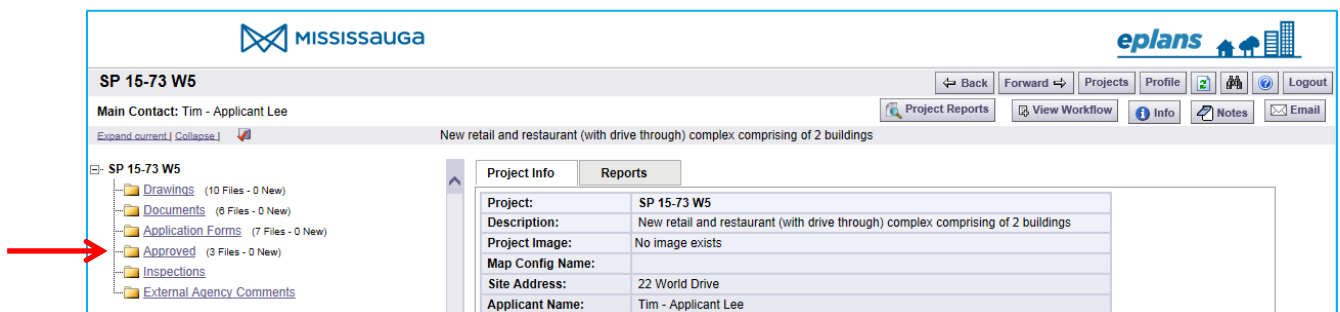 MISSISSAUGA
eplans
SP 15-73 W5
Back Forward Projects Profile Logout
Main Contact: Tim - Applicant Lee
Project Reports View Workflow Info Notes Email
Expand current | Collapse |
New retail and restaurant (with drive through) complex comprising of 2 buildings
SP 15-73 W5
Drawings (10 Files - 0 New)
Documents (6 Files - 0 New)
Application Forms (7 Files - 0 New)
Approved (3 Files - 0 New)
Inspections
External Agency Comments
Project Info Reports
Project: SP 15-73 W5
Description: New retail and restaurant (with drive through) complex comprising of 2 buildings
Project Image: No image exists
Map Config Name:
Site Address: 22 World Drive
Applicant Name: Tim - Applicant Lee